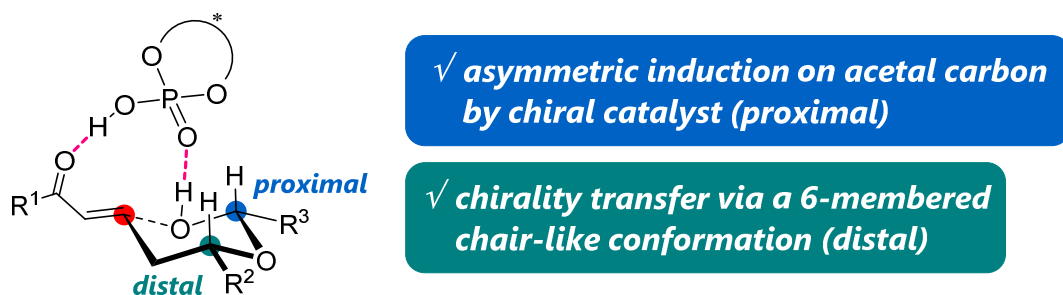 *
O
O
P
O
H
O
O
H
H
H
proximal
R¹
O
R³
O
distal
R²
√ asymmetric induction on acetal carbon
by chiral catalyst (proximal)
√ chirality transfer via a 6-membered
chair-like conformation (distal)